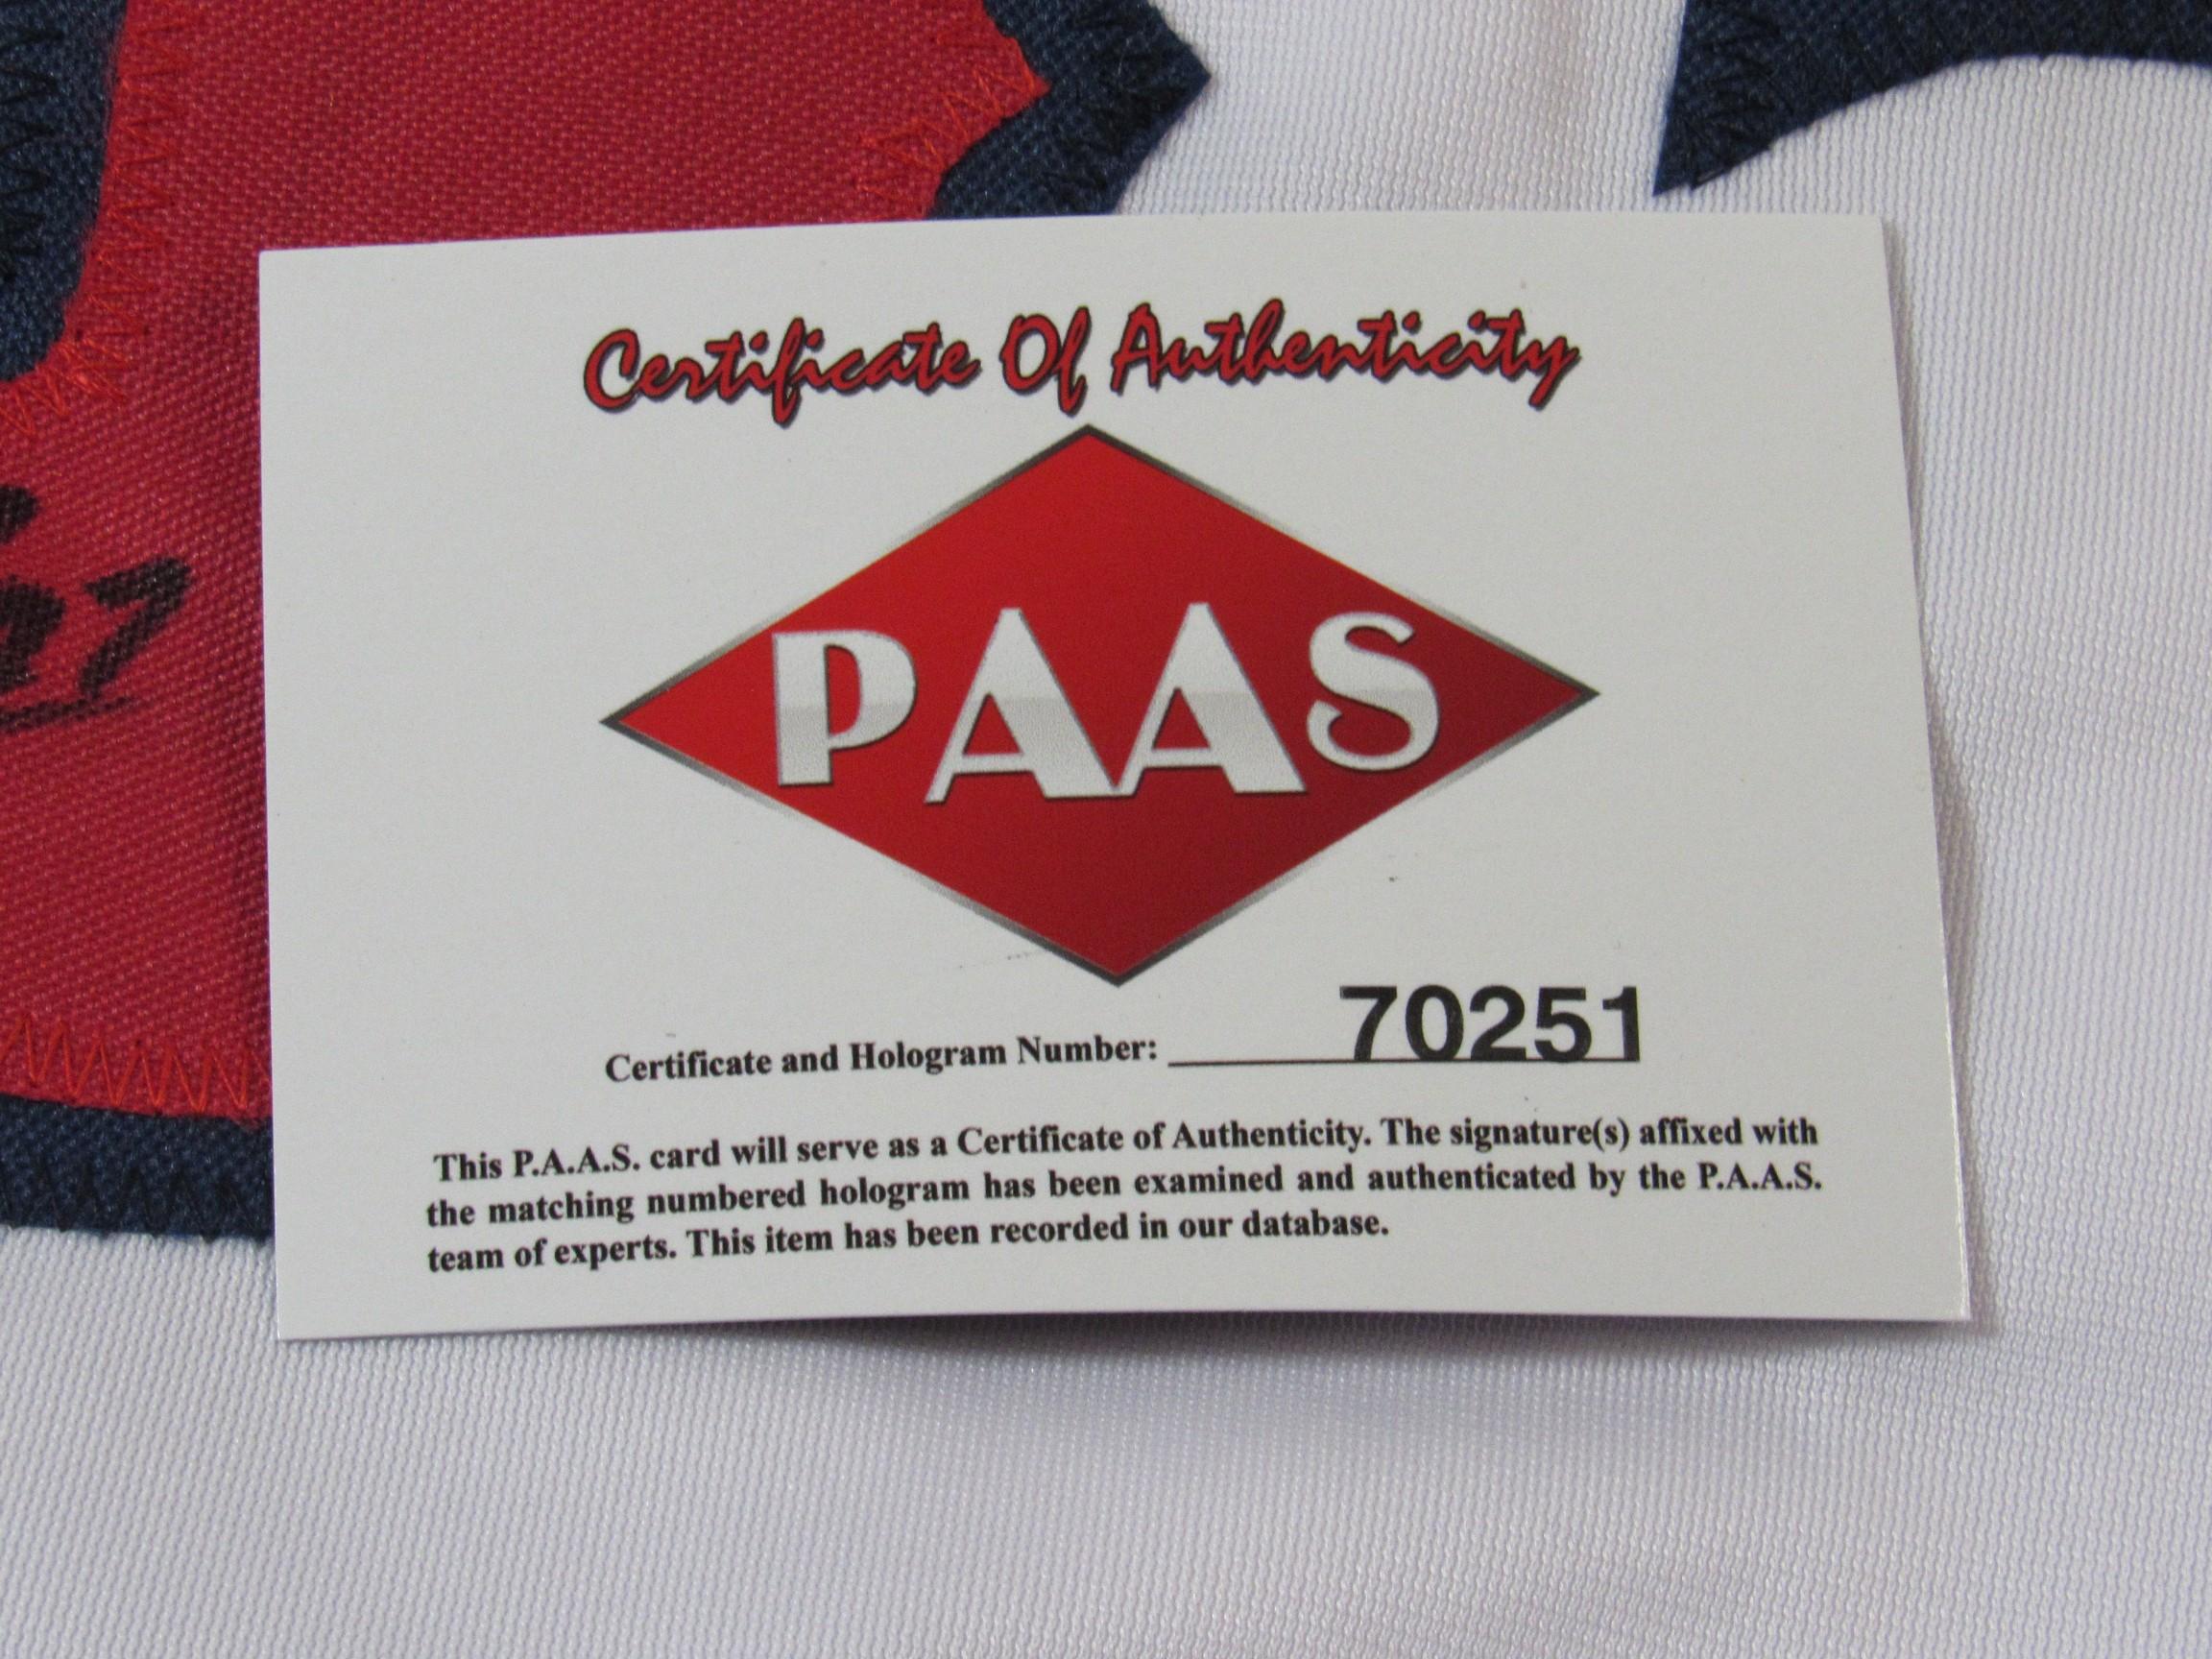 Certificate Of Authenticity
PAAS
Certificate and Hologram Number: 70251
This P.A.A.S. card will serve as a Certificate of Authenticity. The signature(s) affixed with
the matching numbered hologram has been examined and authenticated by the P.A.A.S.
team of experts. This item has been recorded in our database.